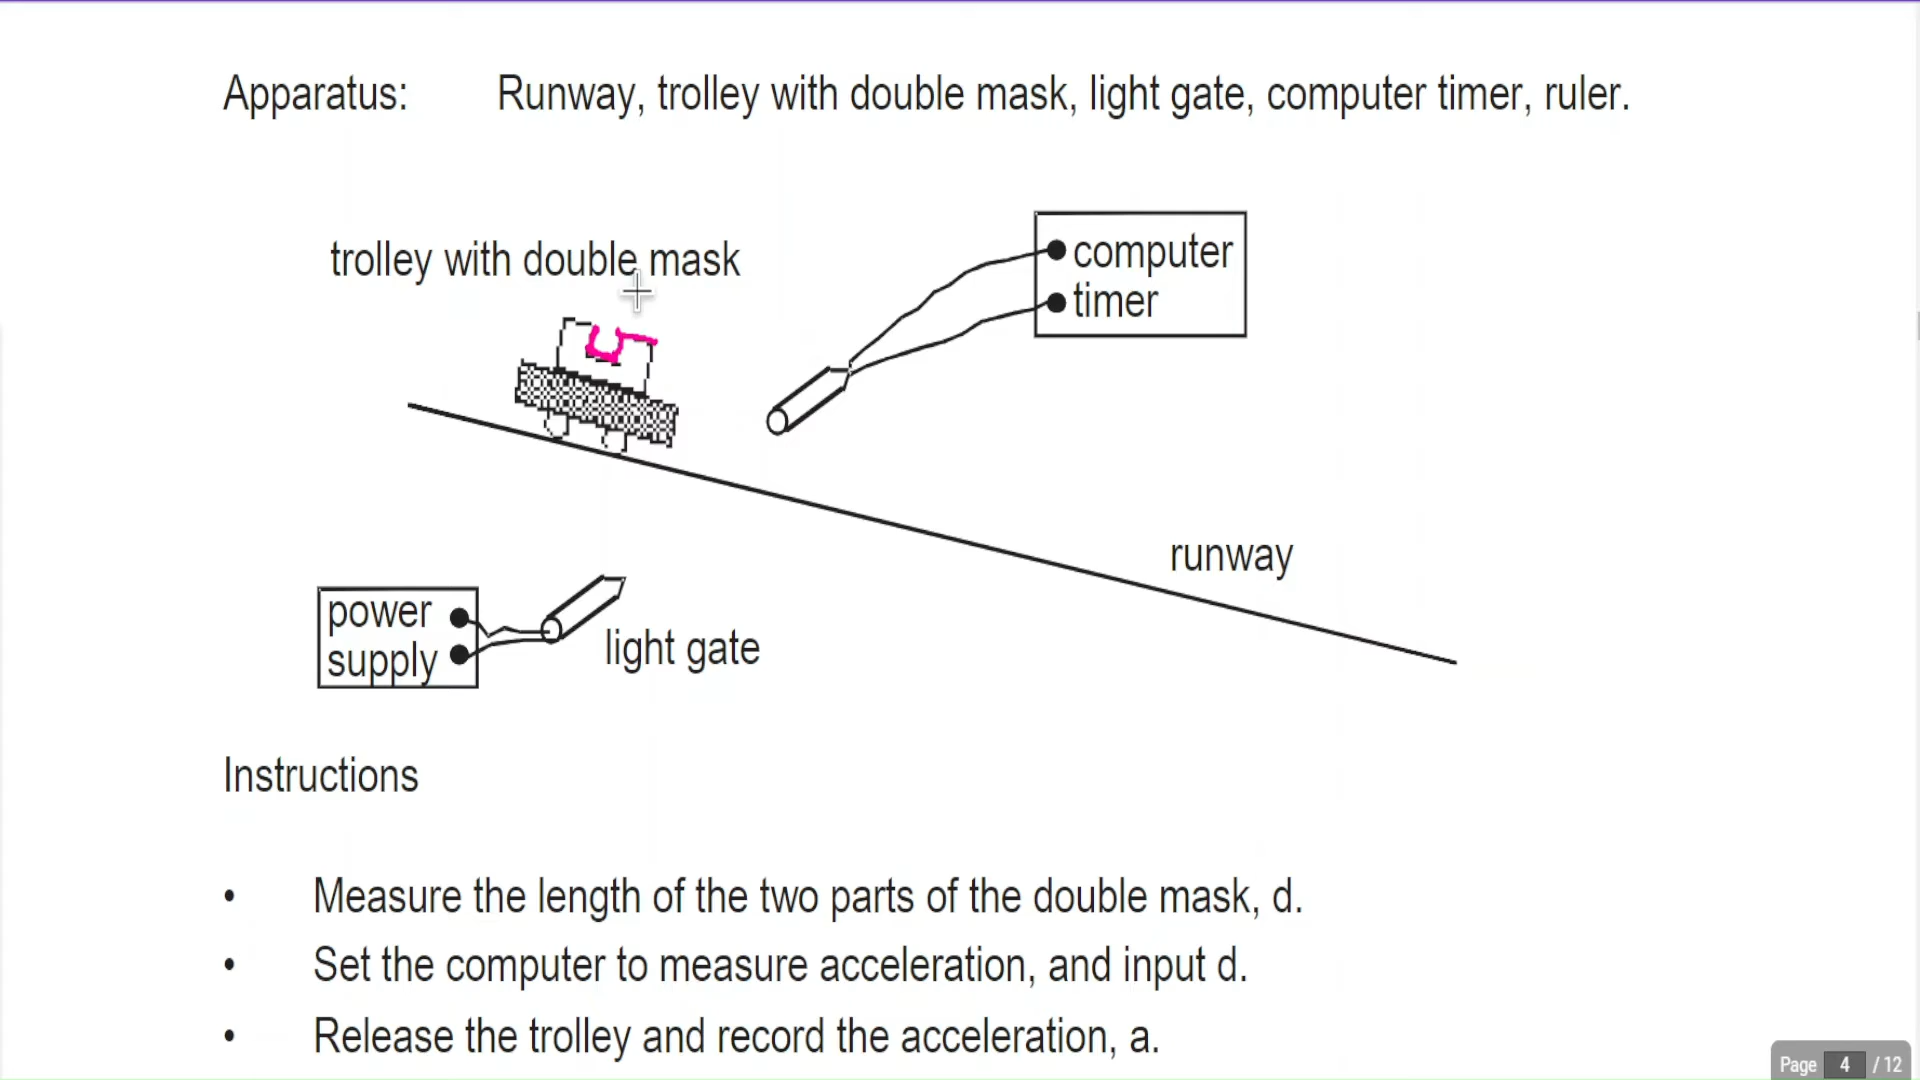 Apparatus: Runway, trolley with double mask, light gate, computer timer, ruler.
trolley with double mask
computer
timer
runway
power
supply
light gate
Instructions
• Measure the length of the two parts of the double mask, d.
• Set the computer to measure acceleration, and input d.
• Release the trolley and record the acceleration, a.
Page 4 / 12